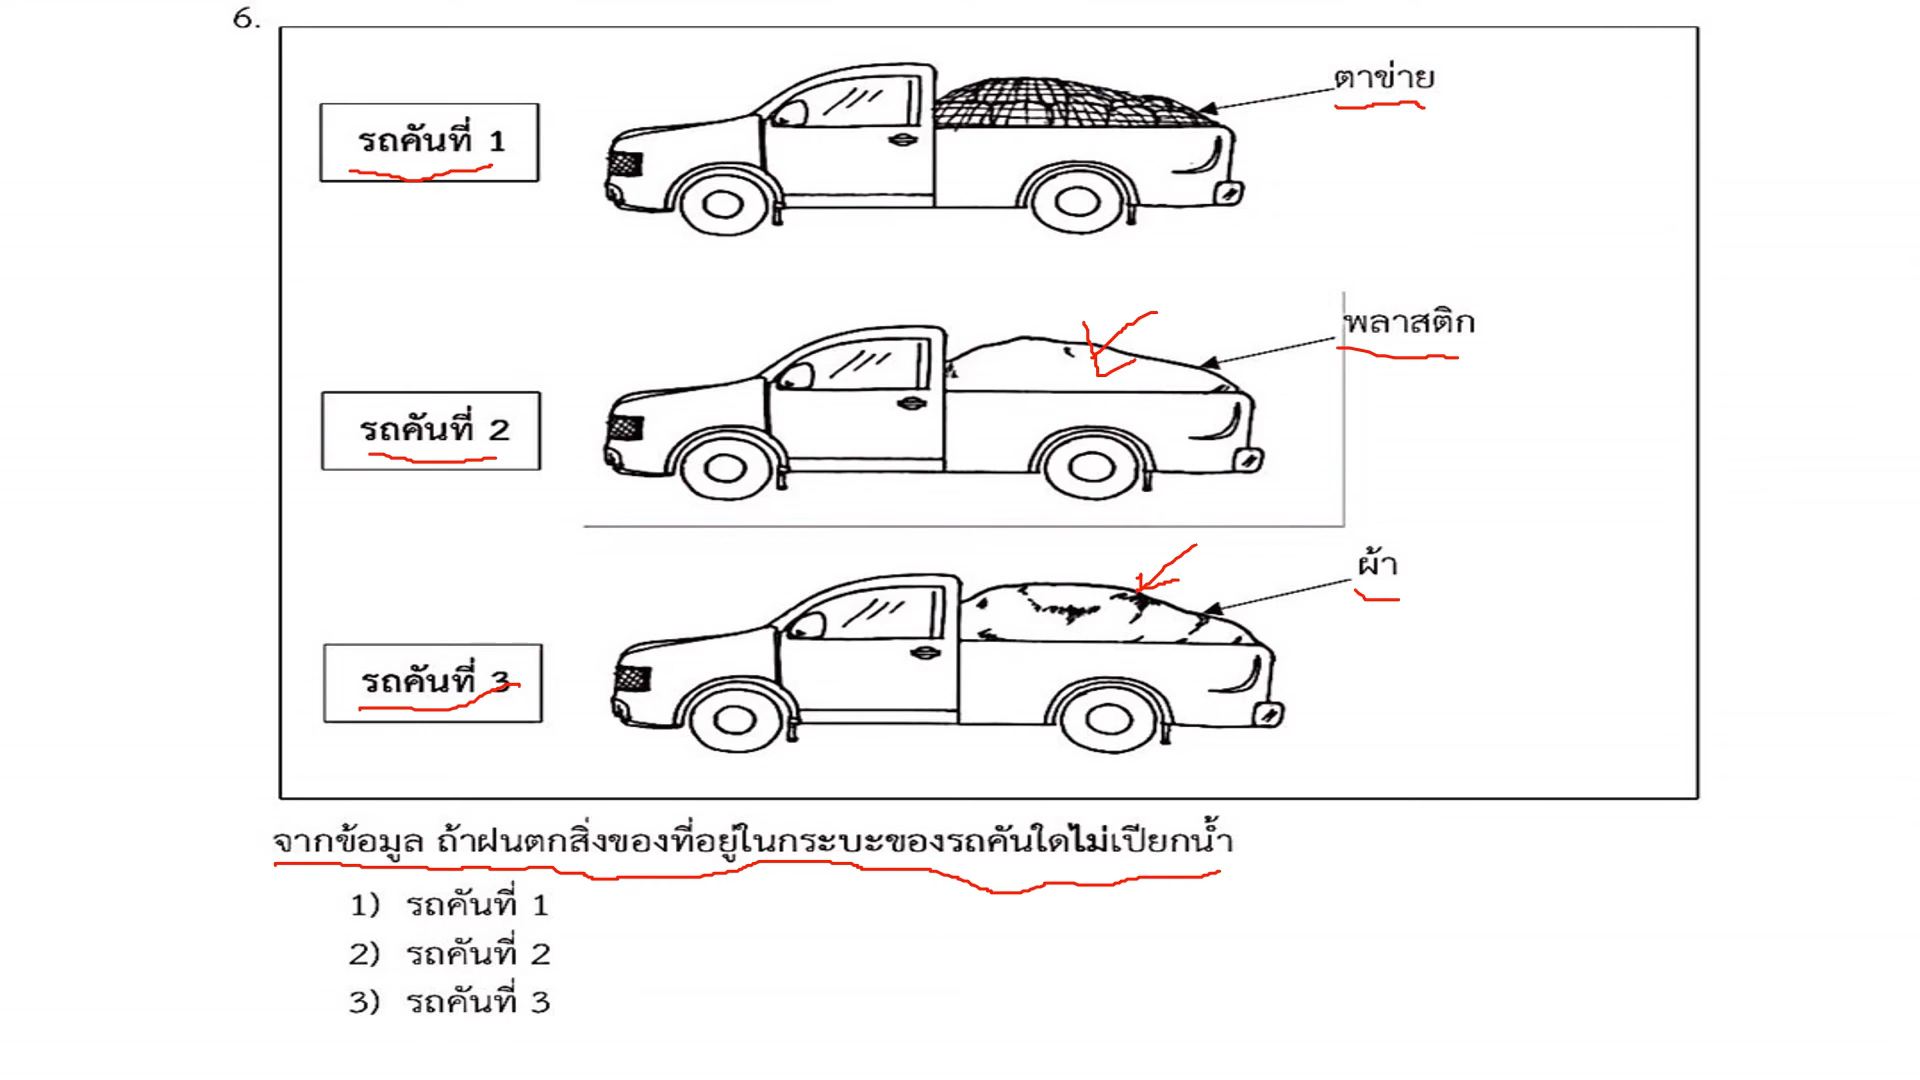 6.
ตาข่าย
รถคันที่ 1
พลาสติก
รถคันที่ 2
ผ้า
รถคันที่ 3
จากข้อมูล ถ้าฝนตกสิ่งของที่อยู่ในกระบะของรถคันใดไม่เปียกน้ำ
1) รถคันที่ 1
2) รถคันที่ 2
3) รถคันที่ 3